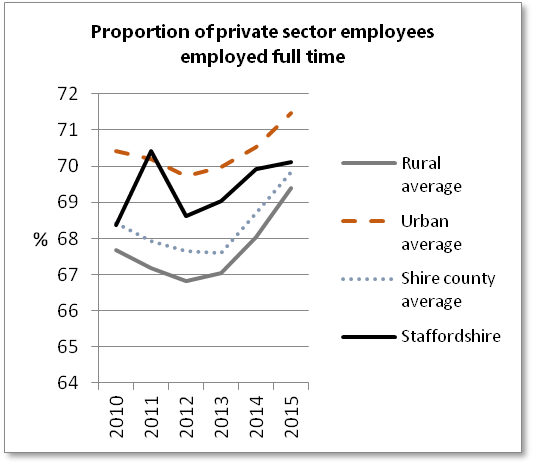 Proportion of private sector employees
employed full time
72
71
70
69
68
67
66
65
64
%
2010
2011
2012
2013
2014
2015
Rural
average
Urban
average
Shire county
average
Staffordshire